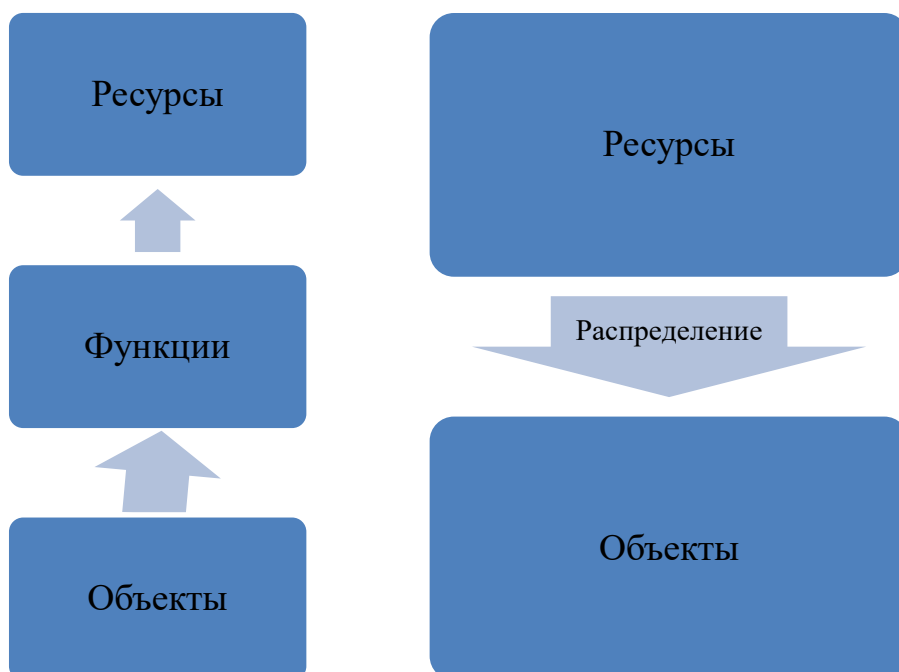 Ресурсы
Функции
Объекты
Ресурсы
Распределение
Объекты